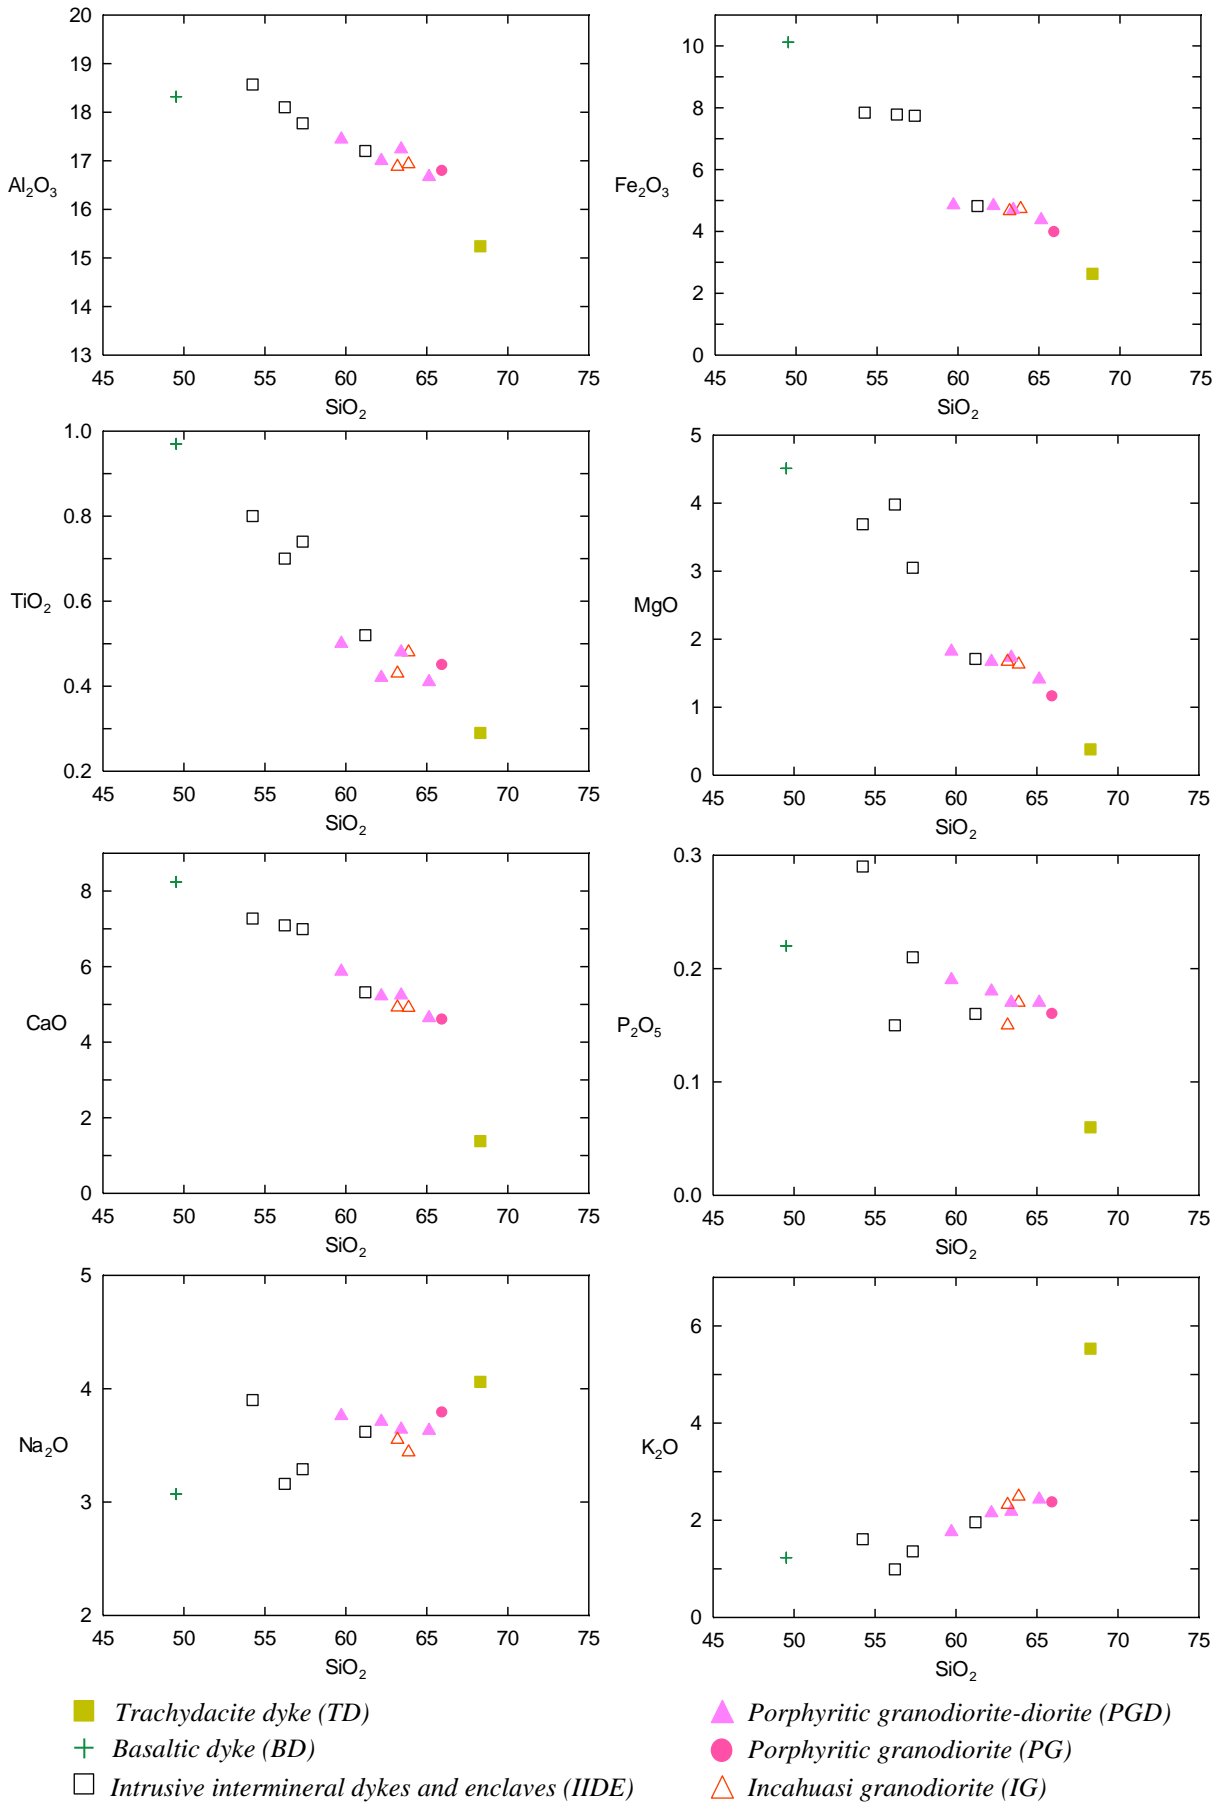 20
19
18
17
16
15
14
13
Al₂O₃
45 50 55 60 65 70 75
SiO₂
10
8
6
4
2
0
Fe₂O₃
45 50 55 60 65 70 75
SiO₂
1.0
0.8
0.6
0.4
0.2
TiO₂
45 50 55 60 65 70 75
SiO₂
5
4
3
2
1
0
MgO
45 50 55 60 65 70 75
SiO₂
8
6
4
2
0
CaO
45 50 55 60 65 70 75
SiO₂
0.3
0.2
0.1
0.0
P₂O₅
45 50 55 60 65 70 75
SiO₂
5
4
3
2
Na₂O
45 50 55 60 65 70 75
SiO₂
6
4
2
0
K₂O
45 50 55 60 65 70 75
SiO₂
Trachydacite dyke (TD)
Basaltic dyke (BD)
Intrusive intermineral dykes and enclaves (IIDE)
Porphyritic granodiorite-diorite (PGD)
Porphyritic granodiorite (PG)
Incahuasi granodiorite (IG)